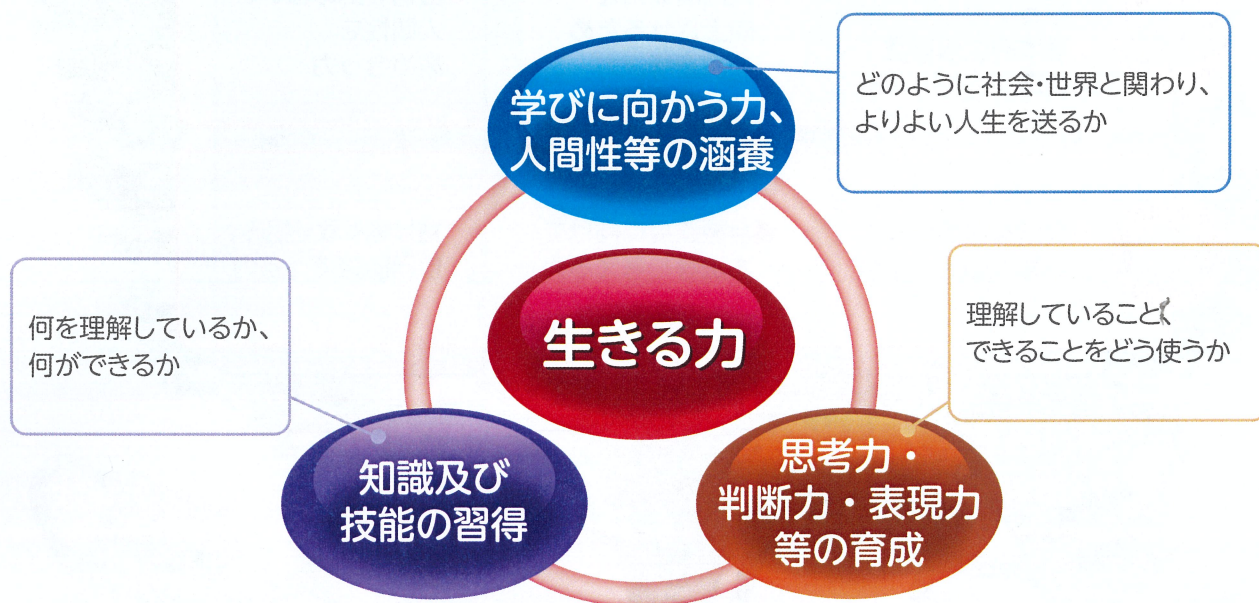 学びに向かう力、
人間性等の涵養
どのように社会・世界と関わり、
よりよい人生を送るか
生きる力
何を理解しているか、
何ができるか
理解していること、
できることをどう使うか
知識及び
技能の習得
思考力・
判断力・表現力
等の育成